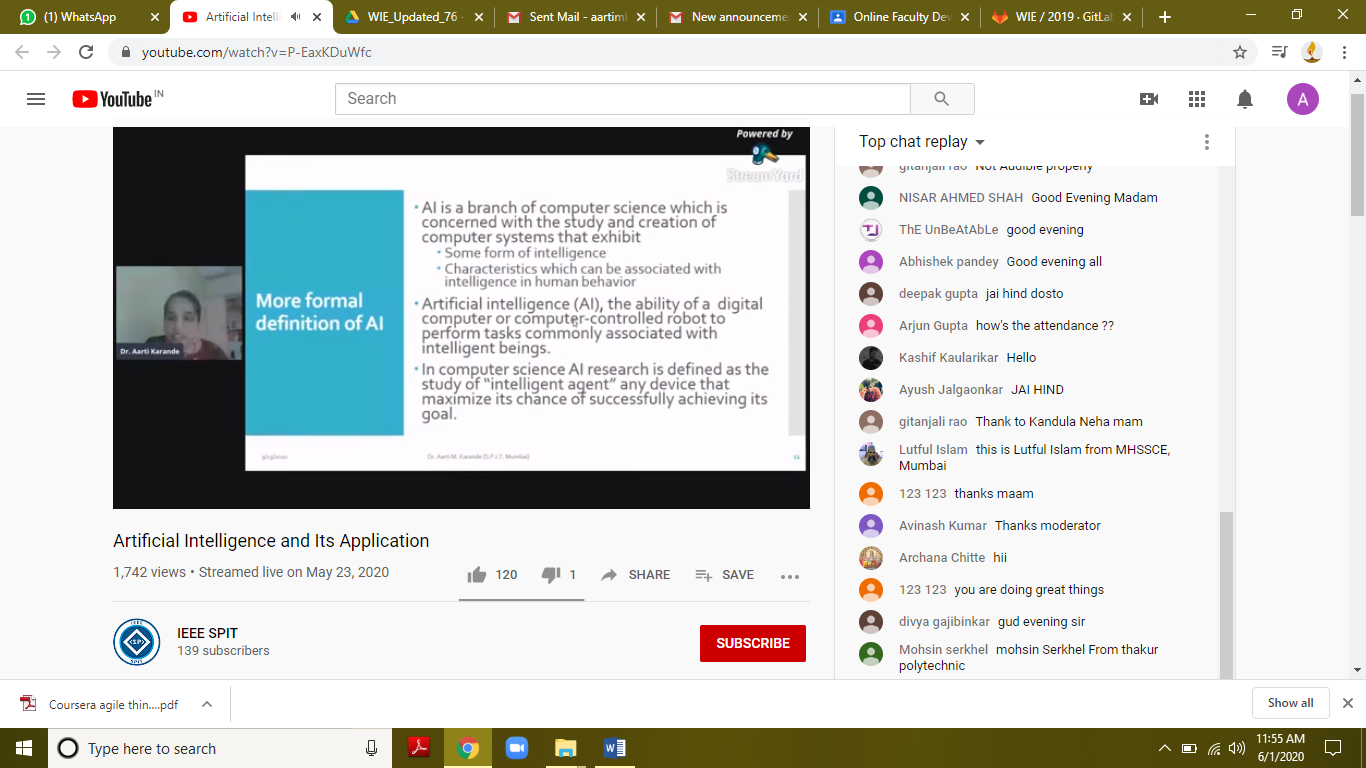 (1) WhatsApp
Artificial Intelli
WIE_Updated_76 -
Sent Mail - aartimk
New announceme
Online Faculty Dev
WIE / 2019 · GitLab
youtube.com/watch?v=P-EaxKDuWfc
YouTube IN
Search
A
Powered by
StreamYard
More formal
definition of AI
• AI is a branch of computer science which is
concerned with the study and creation of
computer systems that exhibit
• Some form of intelligence
• Characteristics which can be associated with
intelligence in human behavior
• Artificial intelligence (AI), the ability of a digital
computer or computer-controlled robot to
perform tasks commonly associated with
intelligent beings.
• In computer science AI research is defined as the
study of "intelligent agent" any device that
maximize its chance of successfully achieving its
goal.
Dr. Aarti Karande
Dr. Aarti M. Karande (S.P.I.T. Mumbai)
Artificial Intelligence and Its Application
1,742 views • Streamed live on May 23, 2020
120
1
SHARE
SAVE
IEEE SPIT
139 subscribers
SUBSCRIBE
Top chat replay
gitanjali rao Not Audible properly
NISAR AHMED SHAH Good Evening Madam
ThE UnBeAtAbLe good evening
Abhishek pandey Good evening all
deepak gupta jai hind dosto
Arjun Gupta how's the attendance ??
Kashif Kaularikar Hello
Ayush Jalgaonkar JAI HIND
gitanjali rao Thank to Kandula Neha mam
Lutful Islam this is Lutful Islam from MHSSCE,
Mumbai
123 123 thanks maam
Avinash Kumar Thanks moderator
Archana Chitte hii
123 123 you are doing great things
divya gajibinkar gud evening sir
Mohsin serkhel mohsin Serkhel From thakur
polytechnic
Coursera agile thin....pdf
Show all
Type here to search
11:55 AM
6/1/2020